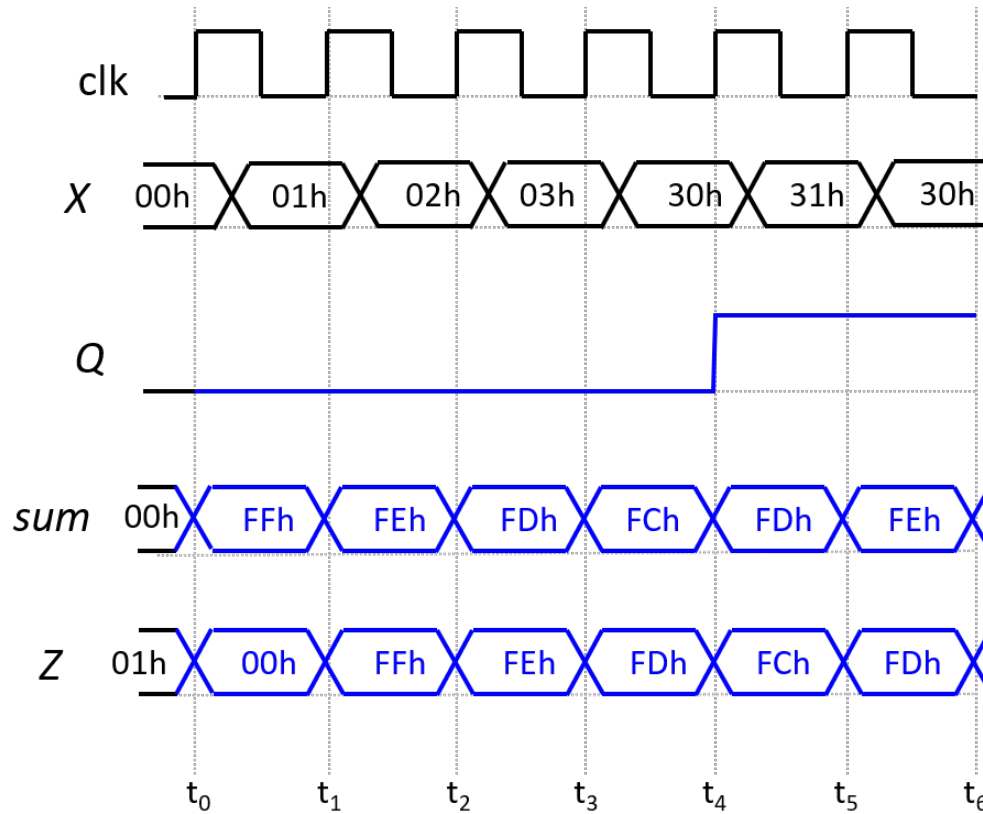 clk
X 00h 01h 02h 03h 30h 31h 30h
Q
sum 00h FFh FEh FDh FCh FDh FEh
Z 01h 00h FFh FEh FDh FCh FDh
t0 t1 t2 t3 t4 t5 t6